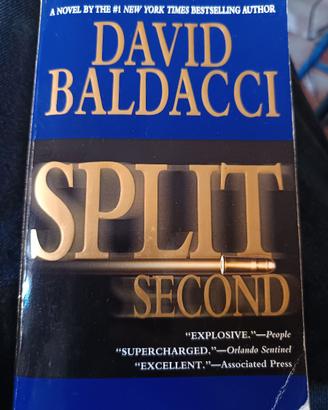 A NOVEL BY THE #1 NEW YORK TIMES BESTSELLING AUTHOR
DAVID
BALDACCI
SPLIT
SECOND
"EXPLOSIVE."—People
"SUPERCHARGED."—Orlando Sentinel
"EXCELLENT."—Associated Press